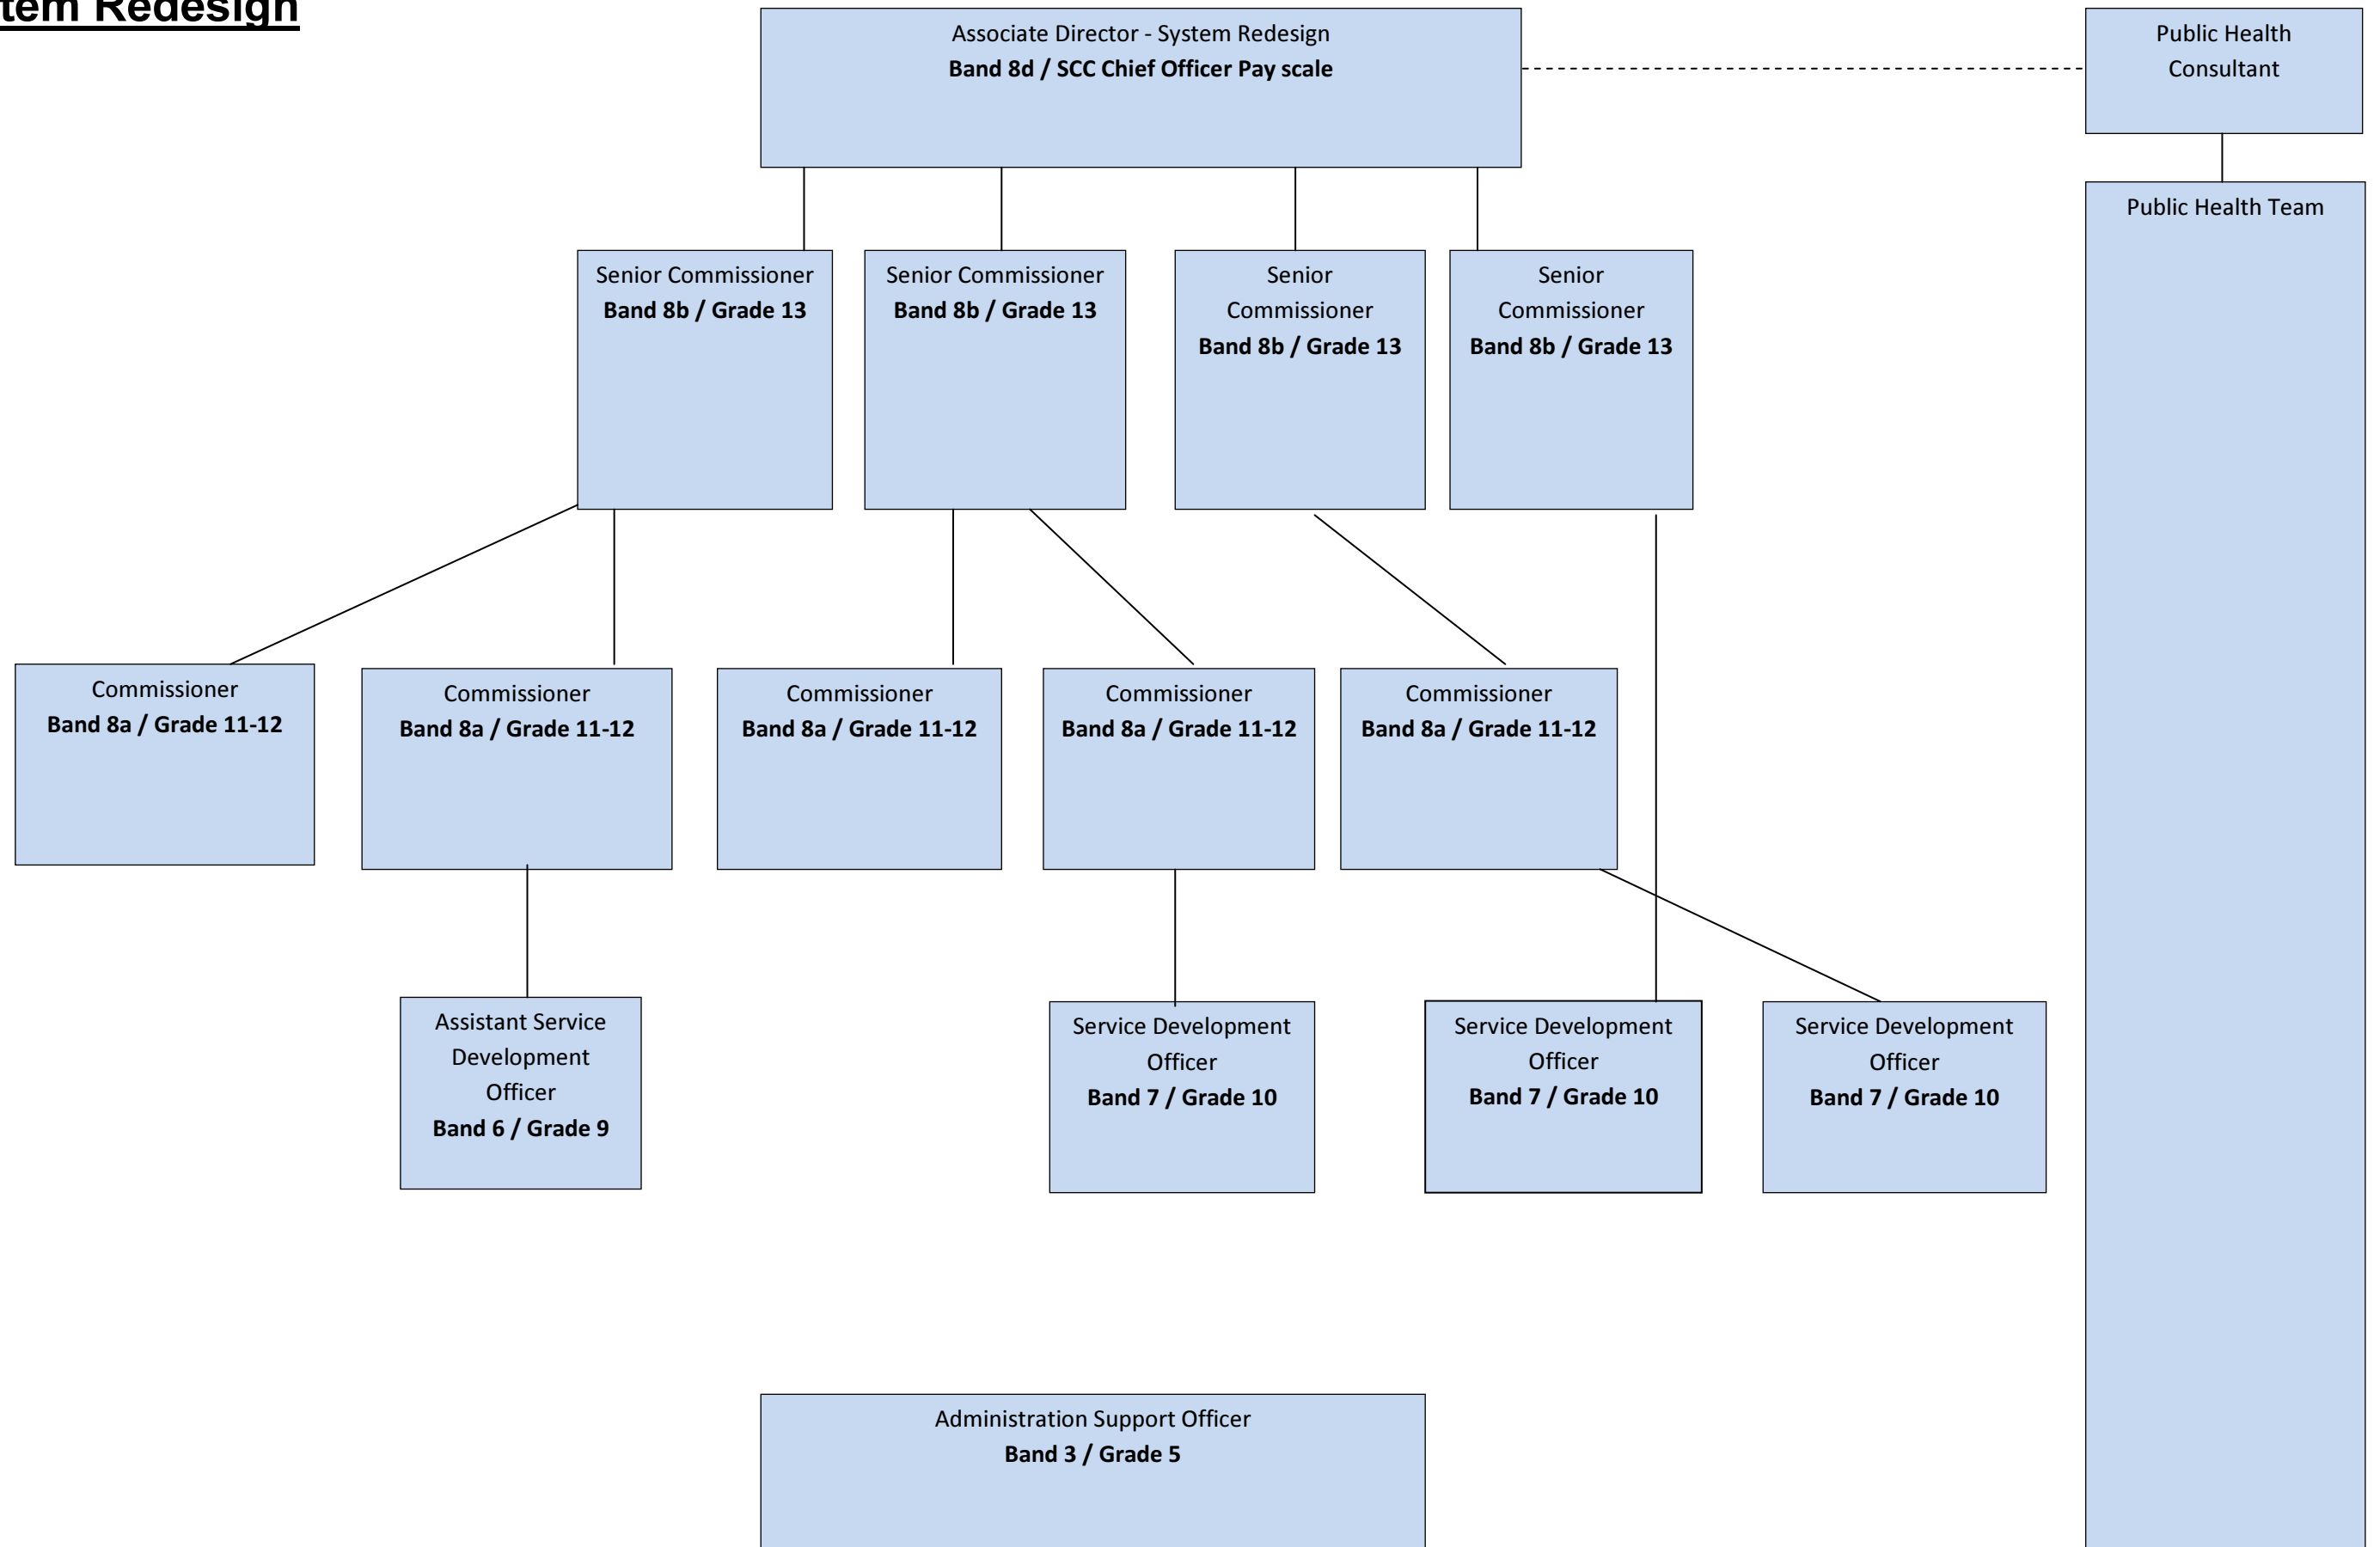 tem Redesign
Associate Director - System Redesign
Band 8d / SCC Chief Officer Pay scale
Public Health
Consultant
Public Health Team
Senior Commissioner
Band 8b / Grade 13
Senior Commissioner
Band 8b / Grade 13
Senior
Commissioner
Band 8b / Grade 13
Senior
Commissioner
Band 8b / Grade 13
Commissioner
Band 8a / Grade 11-12
Commissioner
Band 8a / Grade 11-12
Commissioner
Band 8a / Grade 11-12
Commissioner
Band 8a / Grade 11-12
Commissioner
Band 8a / Grade 11-12
Assistant Service
Development
Officer
Band 6 / Grade 9
Service Development
Officer
Band 7 / Grade 10
Service Development
Officer
Band 7 / Grade 10
Service Development
Officer
Band 7 / Grade 10
Administration Support Officer
Band 3 / Grade 5